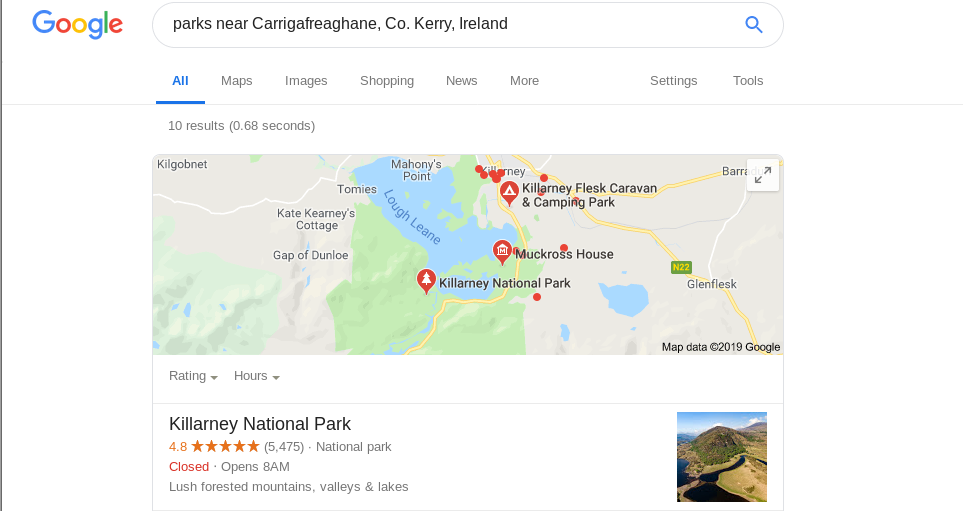 Google
parks near Carrigafreaghane, Co. Kerry, Ireland
All Maps Images Shopping News More Settings Tools
10 results (0.68 seconds)
Kilgobnet
Mahony's
Point
Killarney
Tomies
Killarney Flesk Caravan
& Camping Park
Kate Kearney's
Cottage
Lough Leane
Gap of Dunloe
Muckross House
N22
Killarney National Park
Glenflesk
Map data ©2019 Google
Rating Hours
Killarney National Park
4.8 (5,475) · National park
Closed · Opens 8AM
Lush forested mountains, valleys & lakes